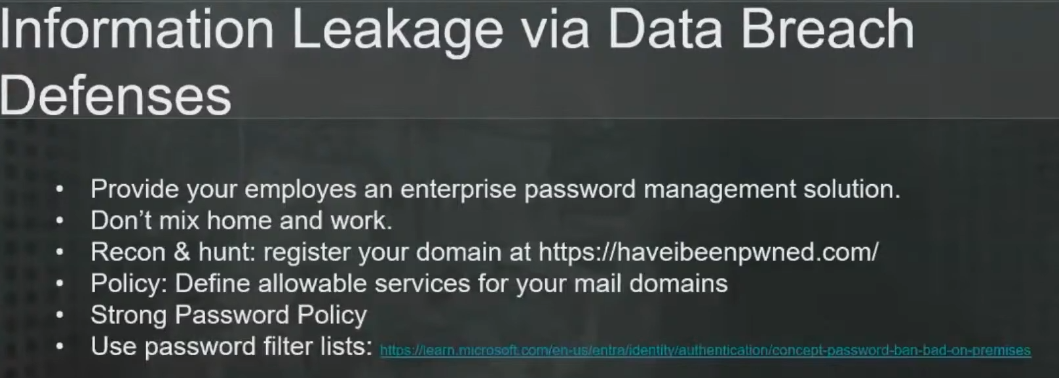 Information Leakage via Data Breach
Defenses
• Provide your employes an enterprise password management solution.
• Don't mix home and work.
• Recon & hunt: register your domain at https://haveibeenpwned.com/
• Policy: Define allowable services for your mail domains
• Strong Password Policy
• Use password filter lists: https://learn.microsoft.com/en-us/entra/identity/authentication/concept-password-ban-bad-on-premises